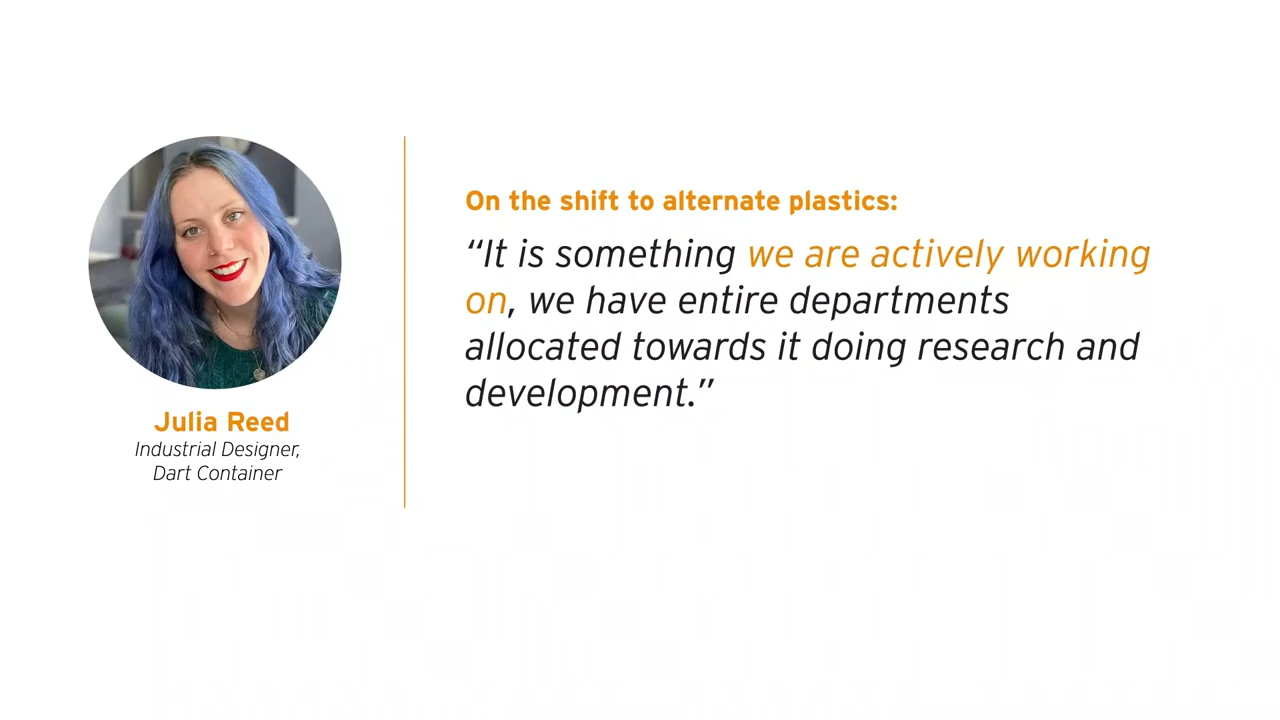 Julia Reed
Industrial Designer,
Dart Container
On the shift to alternate plastics:
“It is something we are actively working
on, we have entire departments
allocated towards it doing research and
development.”